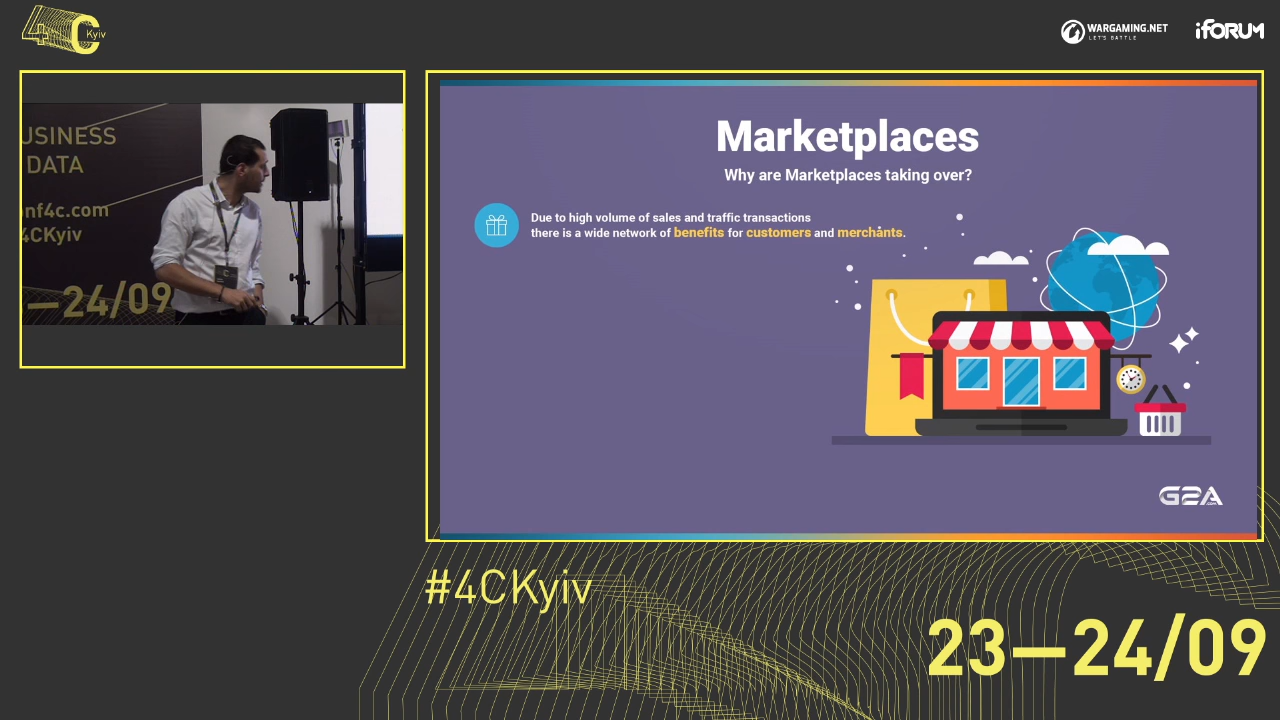 4C Kyiv
WARGAMING.NET
LET'S BATTLE
iFORUM
USINESS
DATA
onf4c.com
4CKyiv
—24/09
Marketplaces
Why are Marketplaces taking over?
Due to high volume of sales and traffic transactions
there is a wide network of benefits for customers and merchants.
G2A
.COM
#4CKyiv
23—24/09